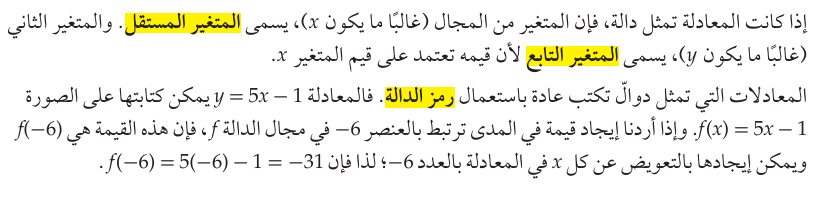 إذا كانت المعادلة تمثل دالة، فإن المتغير من المجال (غالبًا ما يكون x)، يسمى المتغير المستقل. والمتغير الثاني
(غالبًا ما يكون y)، يسمى المتغير التابع لأن قيمه تعتمد على قيم المتغير x.
المعادلات التي تمثل دوالّ تكتب عادة باستعمال رمز الدالة. فالمعادلة y = 5x − 1 يمكن كتابتها على الصورة
f(x) = 5x − 1. وإذا أردنا إيجاد قيمة في المدى ترتبط بالعنصر −6 في مجال الدالة f، فإن هذه القيمة هي f(−6)
ويمكن إيجادها بالتعويض عن كل x في المعادلة بالعدد −6؛ لذا فإن f(−6) = 5(−6) − 1 = −31.